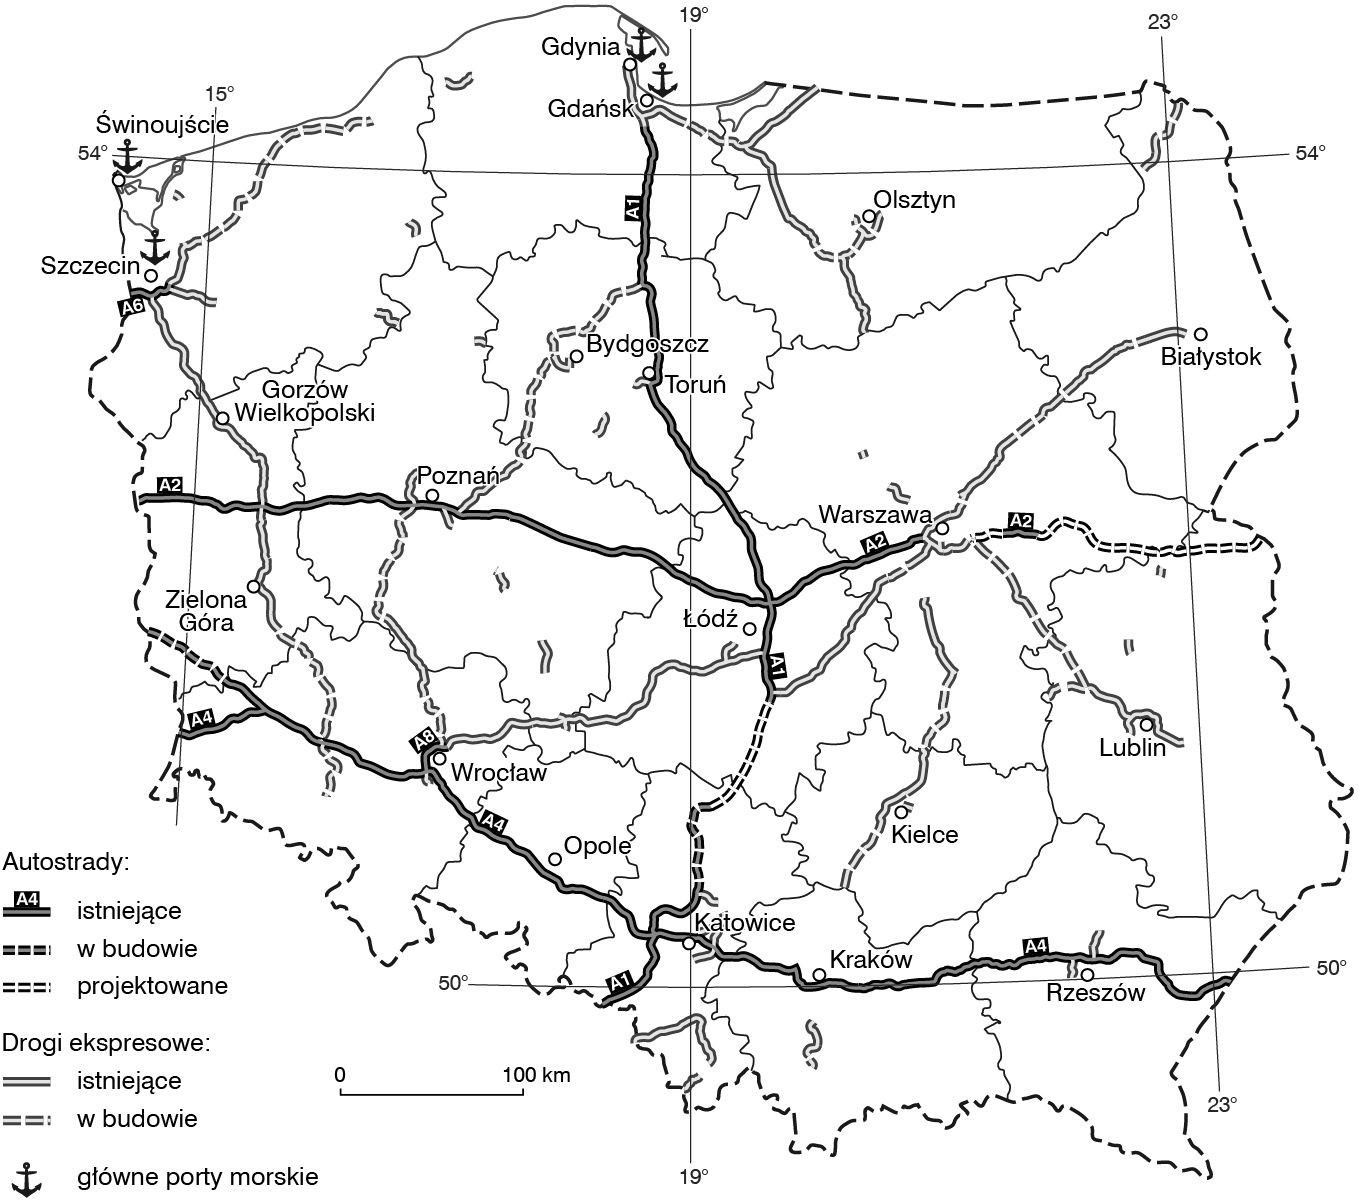 19°
23°
Gdynia
15°
Gdańsk
Świnoujście
54°
54°
A1
Olsztyn
Szczecin
A6
Bydgoszcz
Białystok
Toruń
Gorzów
Wielkopolski
Poznań
A2
Warszawa
A2
A2
Zielona
Góra
Łódź
A1
A4
A8
Lublin
Wrocław
A4
Kielce
Opole
Autostrady:
A4
istniejące
w budowie
projektowane
Katowice
A4
Kraków
50°
50°
A1
Rzeszów
Drogi ekspresowe:
istniejące
w budowie
0
100 km
23°
główne porty morskie
19°